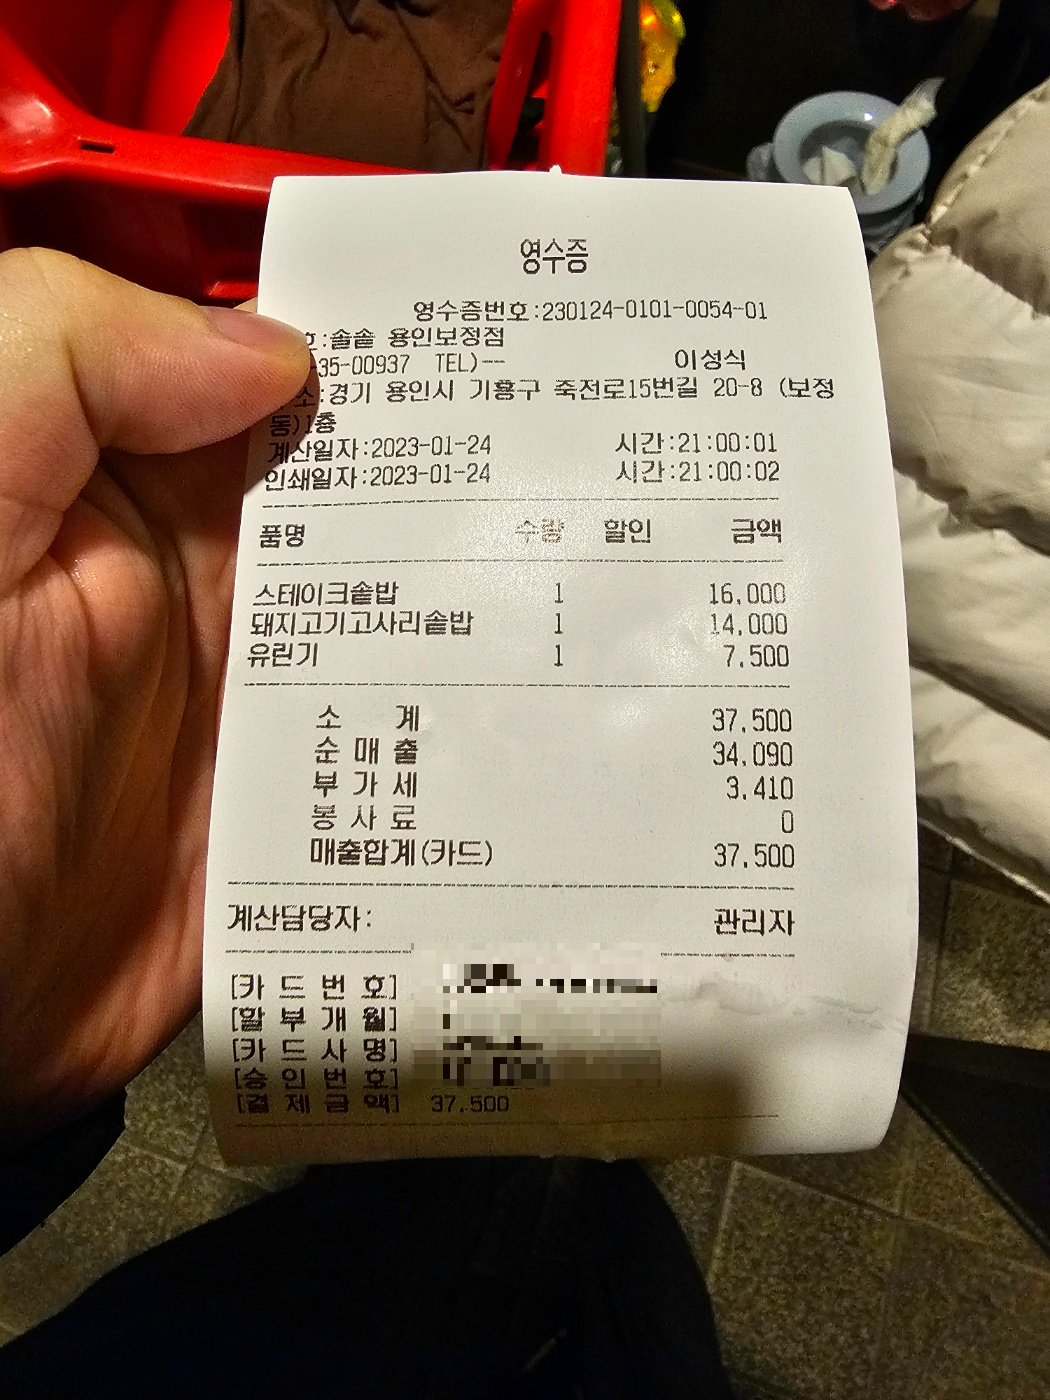 영수증
영수증번호:230124-0101-0054-01
호:솔솥 용인보정점
-35-00937 TEL)-- 이성식
소:경기 용인시 기흥구 죽전로15번길 20-8 (보정
동)1층
계산일자:2023-01-24 시간:21:00:01
인쇄일자:2023-01-24 시간:21:00:02
품명 수량 할인 금액
스테이크솥밥 1 16,000
돼지고기고사리솥밥 1 14,000
유린기 1 7,500
소 계 37,500
순 매 출 34,090
부 가 세 3,410
봉 사 료 0
매출합계(카드) 37,500
계산담당자: 관리자
[카 드 번 호]
[할 부 개 월]
[카 드 사 명]
[승 인 번 호]
[결 제 금 액] 37,500